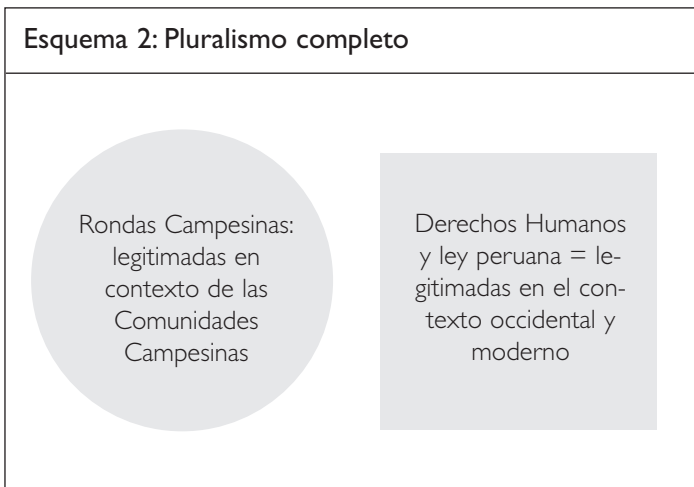 Esquema 2: Pluralismo completo
Rondas Campesinas:
legitimadas en
contexto de las
Comunidades
Campesinas
Derechos Humanos
y ley peruana = le-
gitimadas en el con-
texto occidental y
moderno